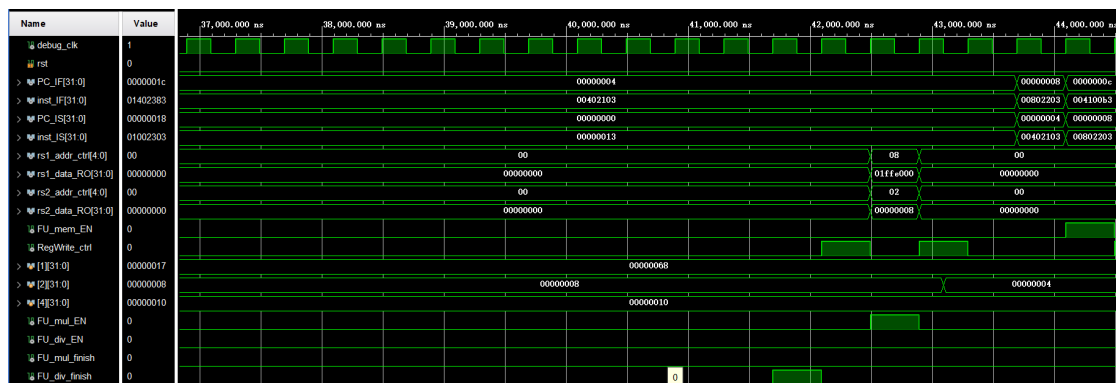 Name Value 37,000.000 ns 38,000.000 ns 39,000.000 ns 40,000.000 ns 41,000.000 ns 42,000.000 ns 43,000.000 ns 44,000.000 ns
debug_clk 1
rst 0
PC_IF[31:0] 0000001c 00000004 00000008 0000000c
inst_IF[31:0] 01402383 00402103 00802203 004100b3
PC_IS[31:0] 00000018 00000000 00000004 00000008
inst_IS[31:0] 01002303 00000013 00402103 00802203
rs1_addr_ctrl[4:0] 00 00 08 00
rs1_data_RO[31:0] 00000000 00000000 01ffe000 00000000
rs2_addr_ctrl[4:0] 00 00 02 00
rs2_data_RO[31:0] 00000000 00000000 00000008 00000000
FU_mem_EN 0
RegWrite_ctrl 0
[1][31:0] 00000017 00000068
[2][31:0] 00000008 00000008 00000004
[4][31:0] 00000010 00000010
FU_mul_EN 0
FU_div_EN 0
FU_mul_finish 0
FU_div_finish 0 0